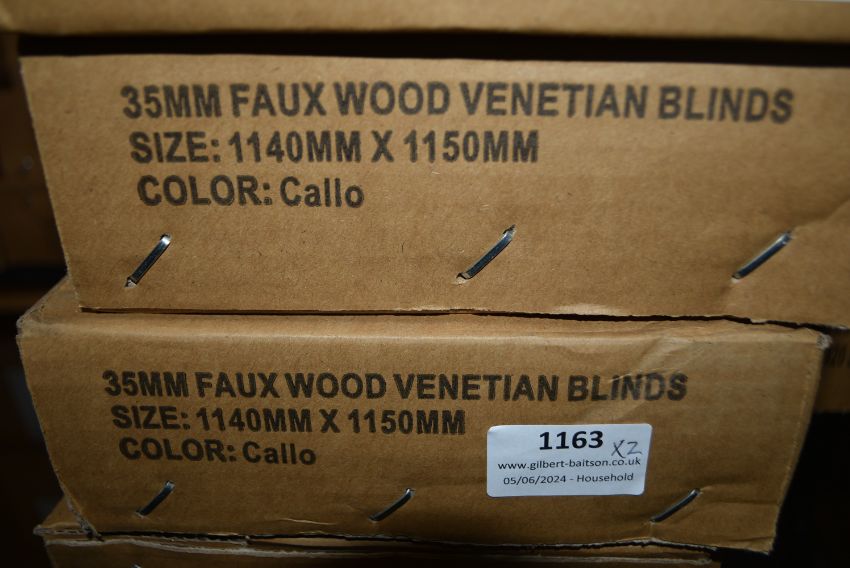 35MM FAUX WOOD VENETIAN BLINDS
SIZE: 1140MM X 1150MM
COLOR: Callo
35MM FAUX WOOD VENETIAN BLINDS
SIZE: 1140MM X 1150MM
COLOR: Callo
1163 X2
www.gilbert-baitson.co.uk
05/06/2024 - Household